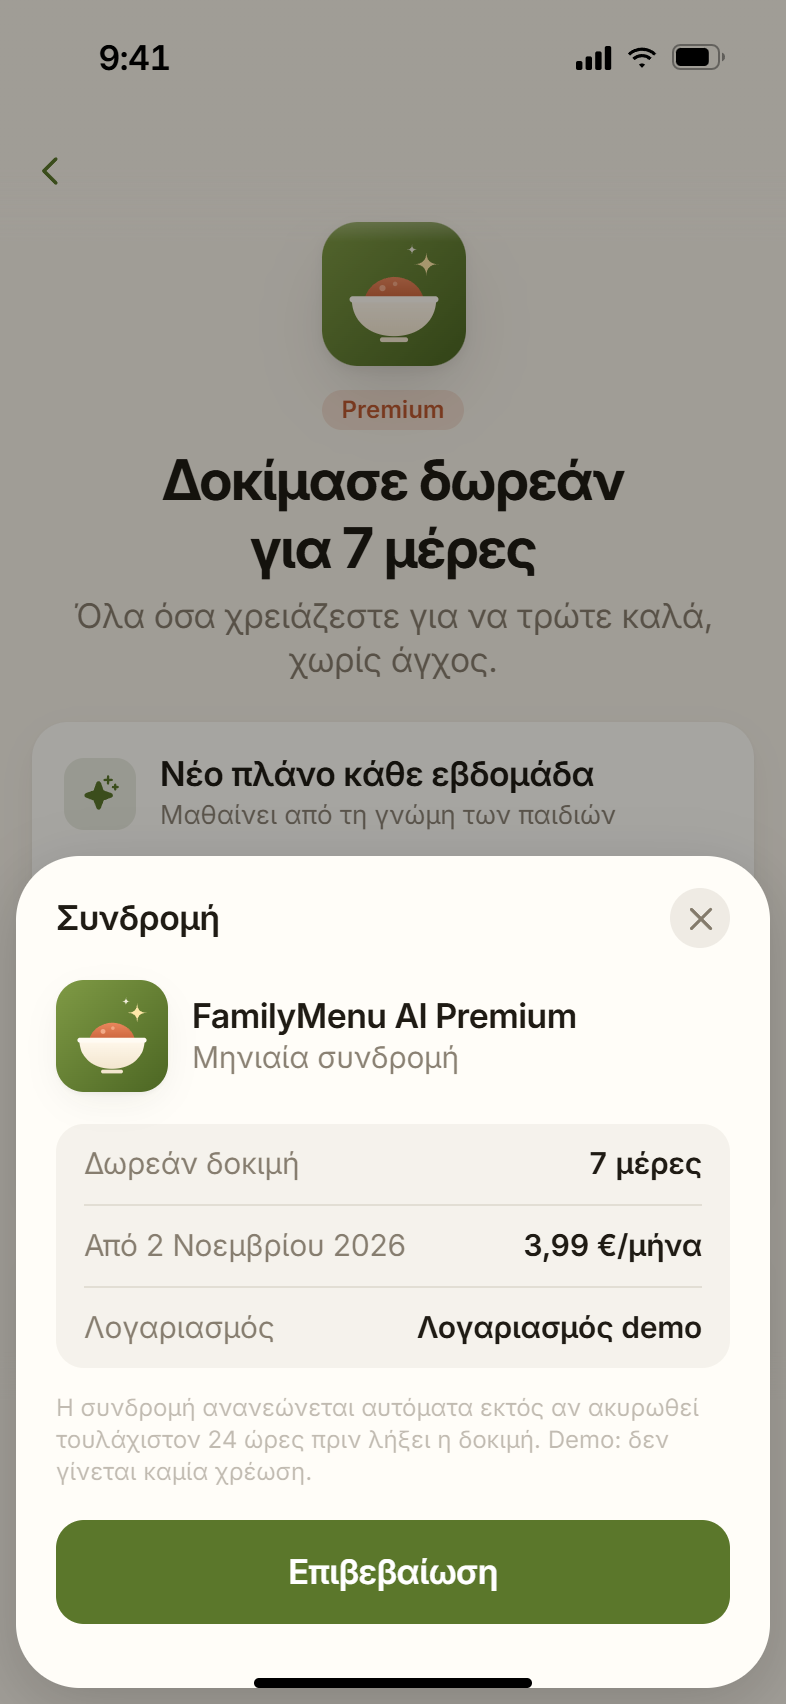 9:41
Premium
Δοκίμασε δωρεάν
για 7 μέρες
Όλα όσα χρειάζεστε για να τρώτε καλά,
χωρίς άγχος.
Νέο πλάνο κάθε εβδομάδα
Μαθαίνει από τη γνώμη των παιδιών
Συνδρομή
FamilyMenu AI Premium
Μηνιαία συνδρομή
Δωρεάν δοκιμή 7 μέρες
Από 2 Νοεμβρίου 2026 3,99 €/μήνα
Λογαριασμός Λογαριασμός demo
Η συνδρομή ανανεώνεται αυτόματα εκτός αν ακυρωθεί
τουλάχιστον 24 ώρες πριν λήξει η δοκιμή. Demo: δεν
γίνεται καμία χρέωση.
Επιβεβαίωση